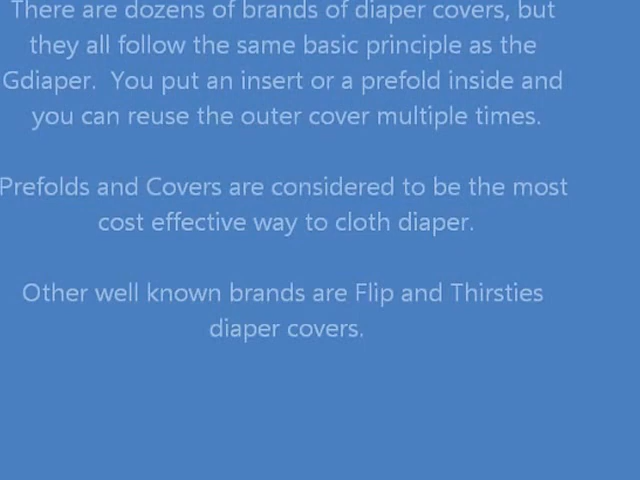 There are dozens of brands of diaper covers, but
they all follow the same basic principle as the
Gdiaper.  You put an insert or a prefold inside and
you can reuse the outer cover multiple times.
Prefolds and Covers are considered to be the most
cost effective way to cloth diaper.
Other well known brands are Flip and Thirsties
diaper covers.